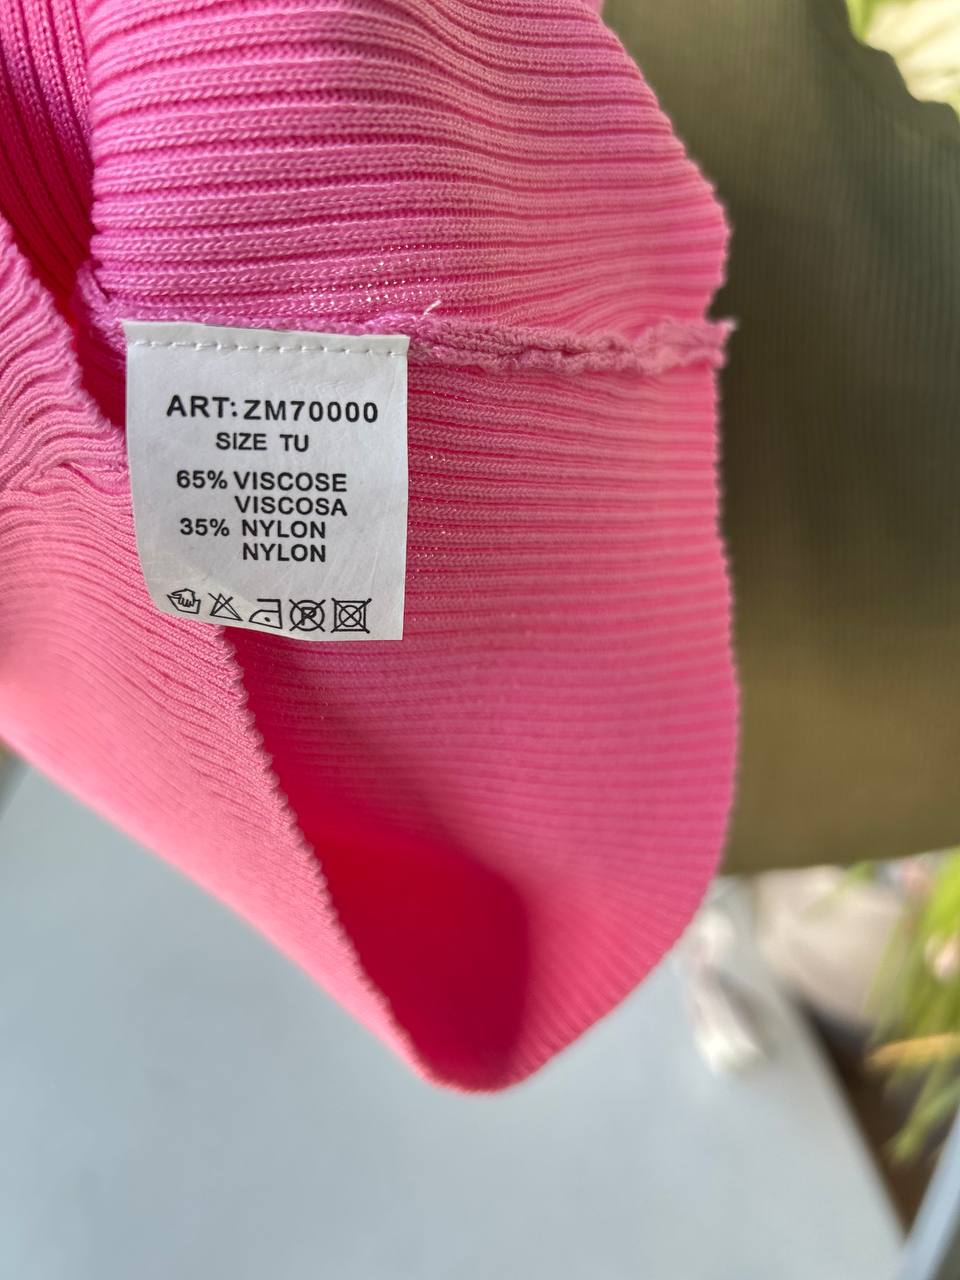 ART: ZM70000
SIZE TU
65% VISCOSE
VISCOSA
35% NYLON
NYLON